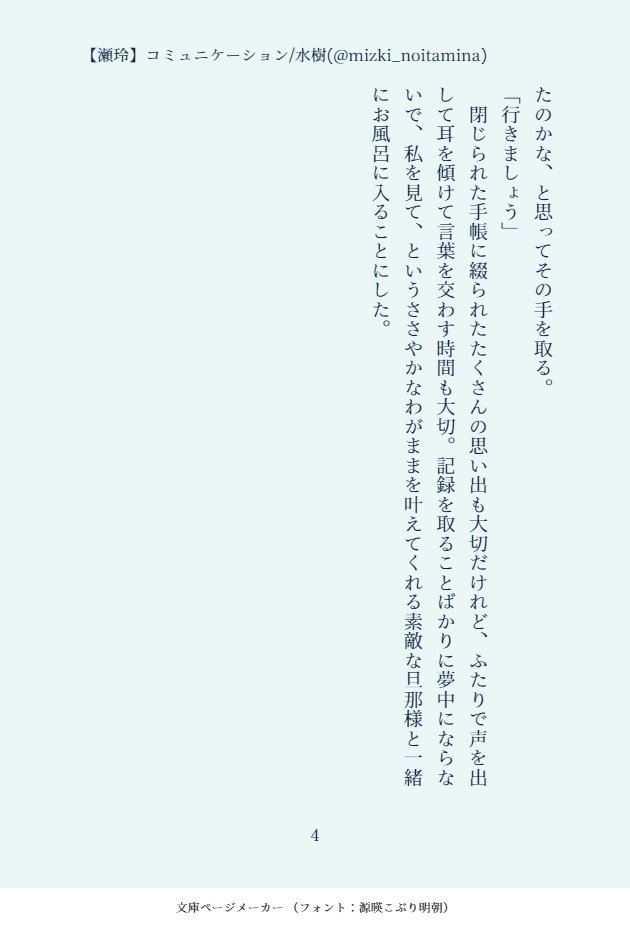 【瀬玲】コミュニケーション/水樹(@mizki_noitamina)
たのかな、と思ってその手を取る。
「行きましょう」
　閉じられた手帳に綴られたたくさんの思い出も大切だけれど、ふたりで声を出
して耳を傾けて言葉を交わす時間も大切。記録を取ることばかりに夢中にならな
いで、私を見て、というささやかなわがままを叶えてくれる素敵な旦那様と一緒
にお風呂に入ることにした。
4
文庫ページメーカー （フォント：源暎こぶり明朝）